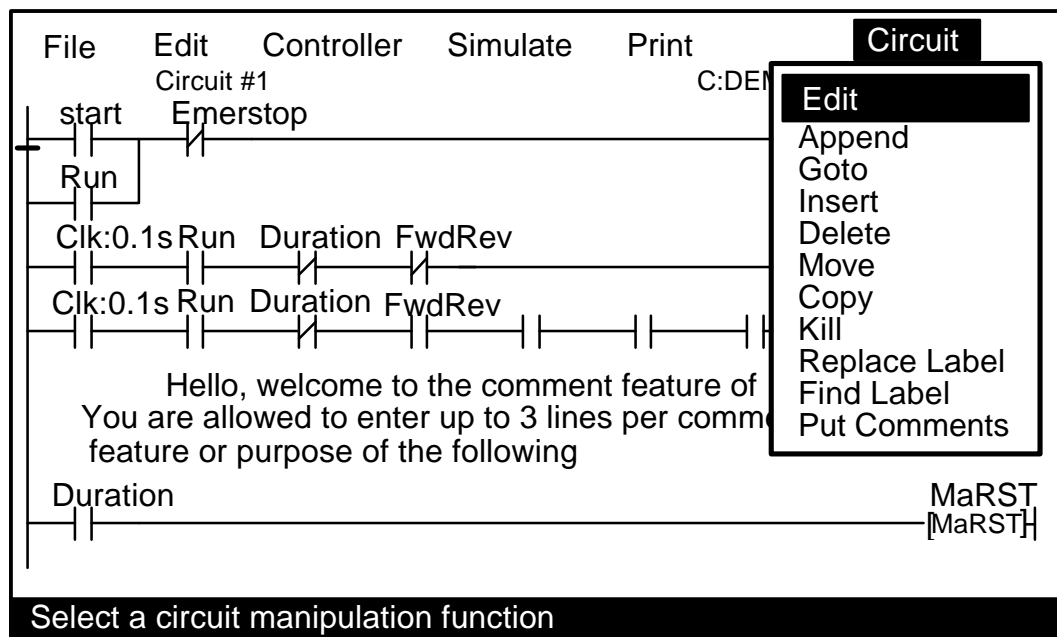 File Edit Controller Simulate Print Circuit
Circuit #1 C:DEM
Edit
Append
Goto
Insert
Delete
Move
Copy
Kill
Replace Label
Find Label
Put Comments
start Emerstop
Run
Clk:0.1s Run Duration FwdRev
Clk:0.1s Run Duration FwdRev
Hello, welcome to the comment feature of
You are allowed to enter up to 3 lines per comme
feature or purpose of the following
Duration MaRST
[MaRST]
Select a circuit manipulation function